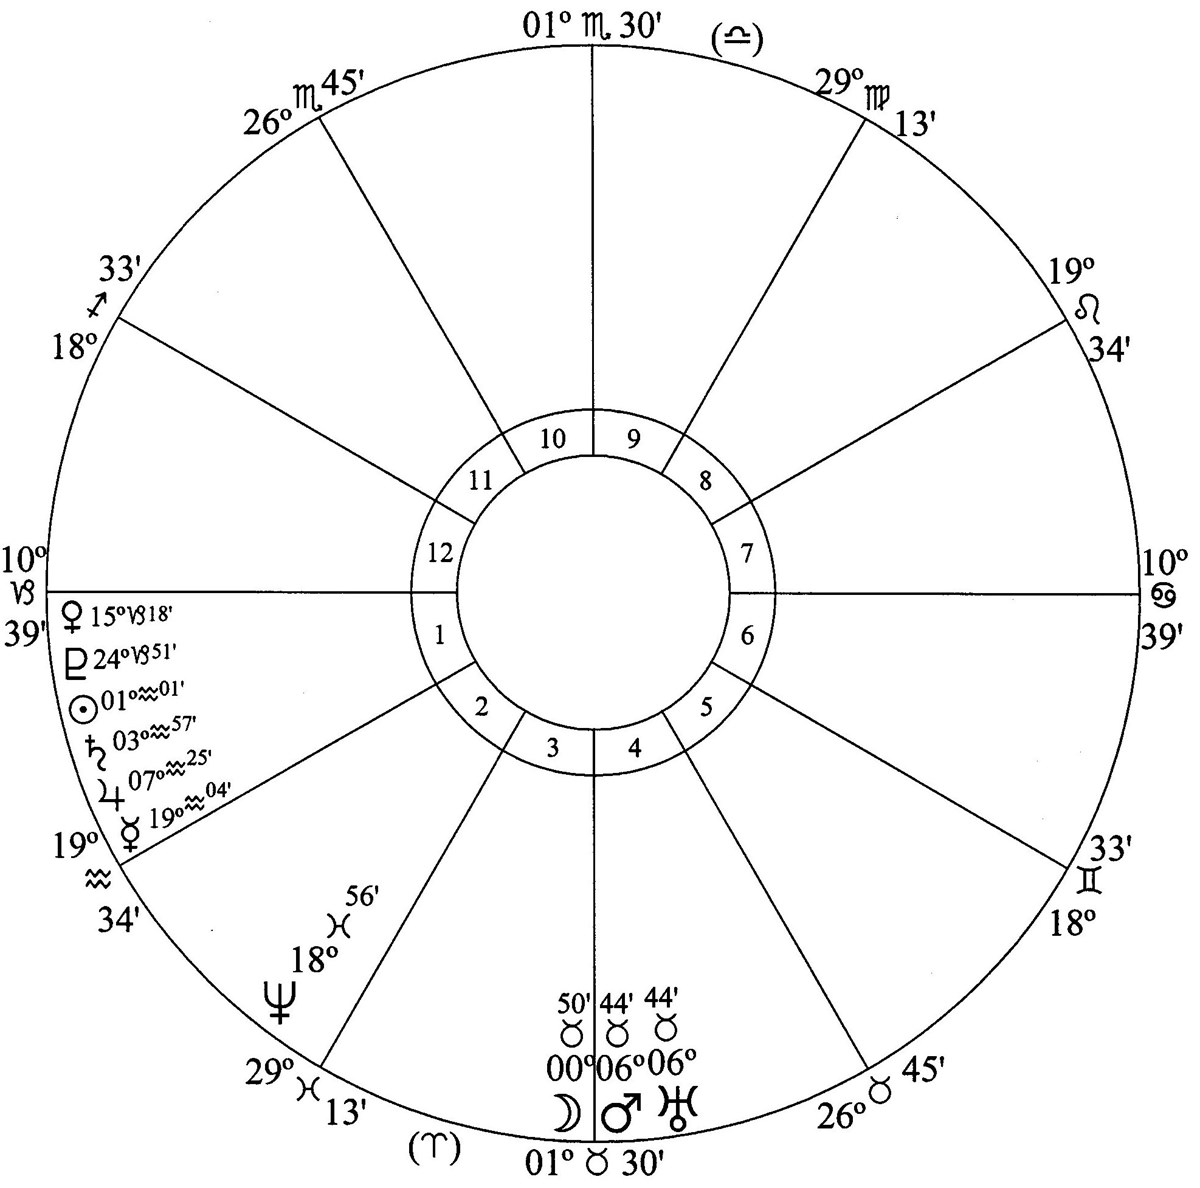 01º ♏ 30'
(♎)
29º ♍ 13'
26º ♏ 45'
19º ♌ 34'
33' ♐ 18º
10 9
11 8
12 7
10º ♑ 39'
10º ♋ 39'
♀ 15º♑18'
♇ 24º♑51'
☉ 01º♒01'
♄ 03º♒57'
♃ 07º♒25'
☿ 19º♒04'
1 6
2 5
3 4
19º ♒ 34'
33' ♊ 18º
♆ 18º ♓ 56'
☽ 00º ♉ 50'
♂ 06º ♉ 44'
♅ 06º ♉ 44'
29º ♓ 13'
26º ♉ 45'
(♈)
01º ♉ 30'